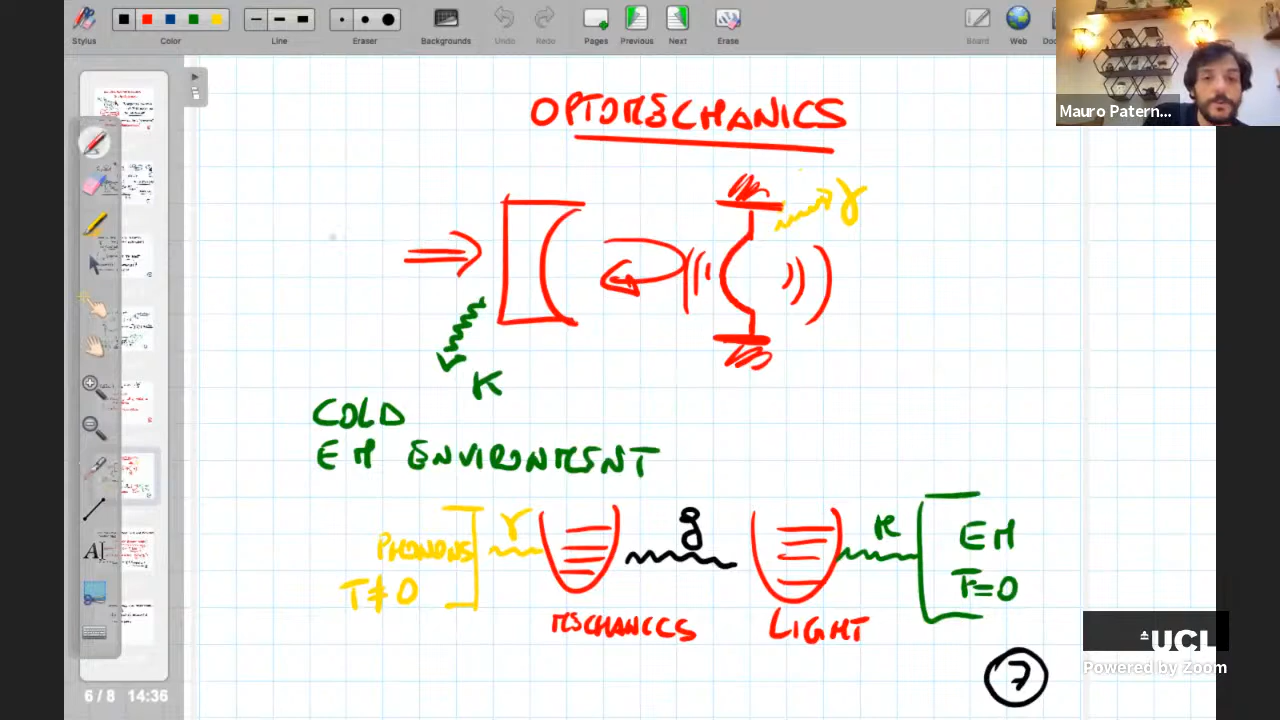 Stylus
Color
Line
Eraser
Backgrounds
Undo
Redo
Pages
Previous
Next
Erase
Board
Web
Mauro Patern...
OPTOMECHANICS
γ
κ
COLD
EM ENVIRONMENT
PHONONS
T≠0
γ
g
κ
EM
T=0
MECHANICS
LIGHT
7
A
6 / 8 14:36
UCL
Powered by Zoom